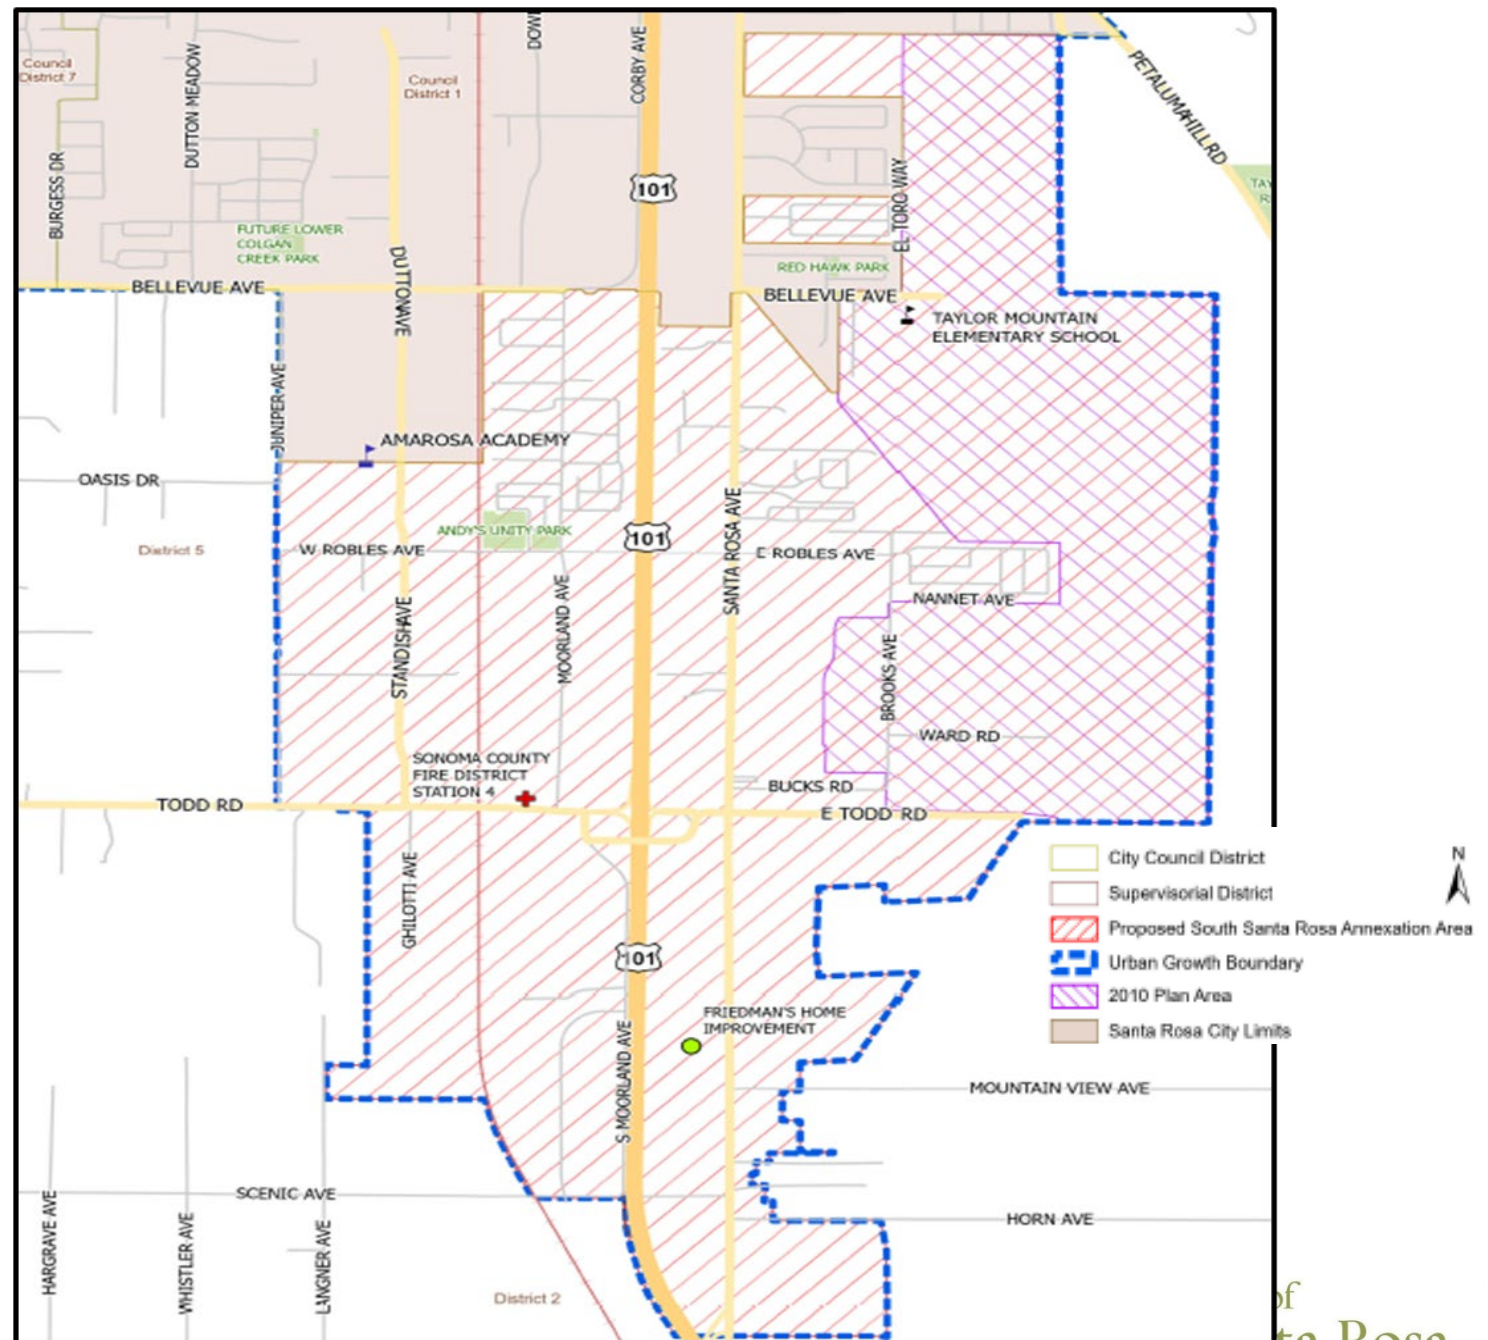 DOWI
CORBY AVE
Council
District 7
DUTTON MEADOW
Council
District 1
PETALUMA HILL RD
BURGESS DR
101
EL TORO WAY
TAY
R
FUTURE LOWER
COLGAN
CREEK PARK
RED HAWK PARK
BELLEVUE AVE
DUTTON AVE
BELLEVUE AVE
TAYLOR MOUNTAIN
ELEMENTARY SCHOOL
JUNIPER AVE
AMAROSA ACADEMY
OASIS DR
ANDY'S UNITY PARK
101
SANTA ROSA AVE
District 5
W ROBLES AVE
E ROBLES AVE
NANNET AVE
STANDISH AVE
MOORLAND AVE
BROOKS AVE
WARD RD
SONOMA COUNTY
FIRE DISTRICT
STATION 4
BUCKS RD
TODD RD
E TODD RD
GHILOTTI AVE
City Council District
N
Supervisorial District
Proposed South Santa Rosa Annexation Area
Urban Growth Boundary
2010 Plan Area
Santa Rosa City Limits
101
FRIEDMAN'S HOME
IMPROVEMENT
S MOORLAND AVE
MOUNTAIN VIEW AVE
SCENIC AVE
HORN AVE
HARGRAVE AVE
WHISTLER AVE
LANGNER AVE
District 2
of
ta Rosa